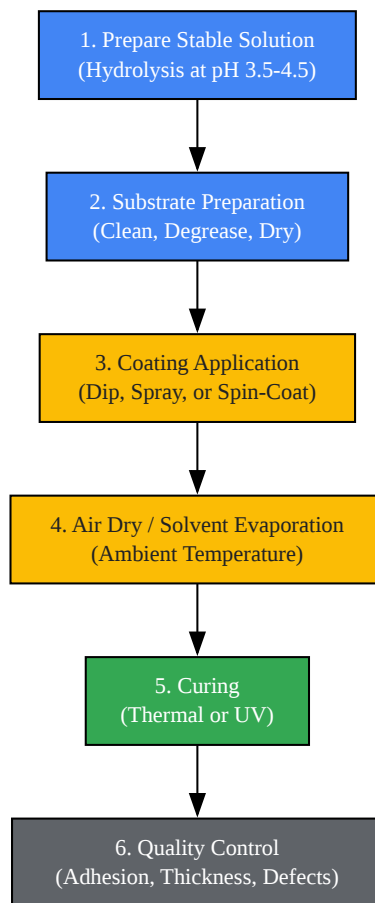 1. Prepare Stable Solution
(Hydrolysis at pH 3.5-4.5)
2. Substrate Preparation
(Clean, Degrease, Dry)
3. Coating Application
(Dip, Spray, or Spin-Coat)
4. Air Dry / Solvent Evaporation
(Ambient Temperature)
5. Curing
(Thermal or UV)
6. Quality Control
(Adhesion, Thickness, Defects)